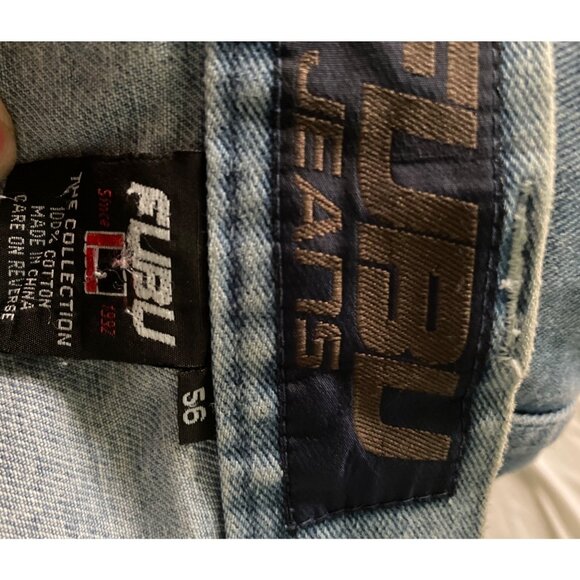 FUBU
JEANS
FUBU
Since 1992
THE COLLECTION
100% COTTON
MADE IN CHINA
CARE ON REVERSE
56